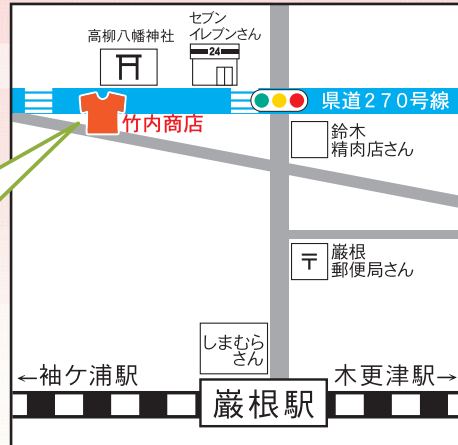 セブン
イレブンさん
高柳八幡神社
24
県道270号線
竹内商店
鈴木
精肉店さん
〒
巌根
郵便局さん
しまむら
さん
←袖ケ浦駅
木更津駅→
巌根駅